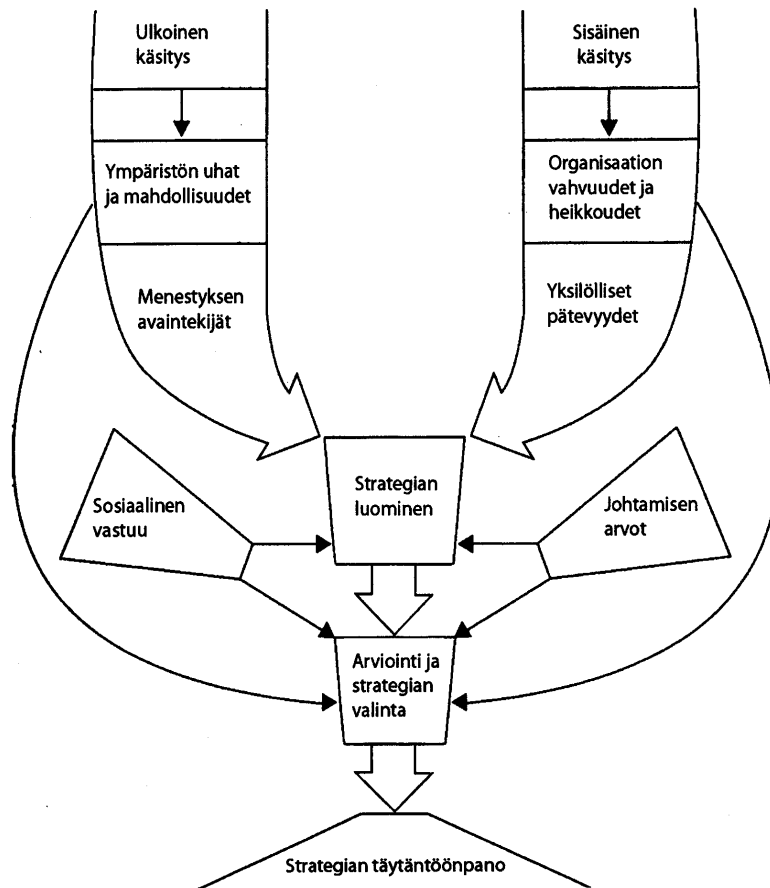 Ulkoinen
käsitys
Sisäinen
käsitys
Ympäristön uhat
ja mahdollisuudet
Organisaation
vahvuudet ja
heikkoudet
Menestyksen
avaintekijät
Yksilölliset
pätevyydet
Strategian
luominen
Sosiaalinen
vastuu
Johtamisen
arvot
Arviointi ja
strategian
valinta
Strategian täytäntöönpano